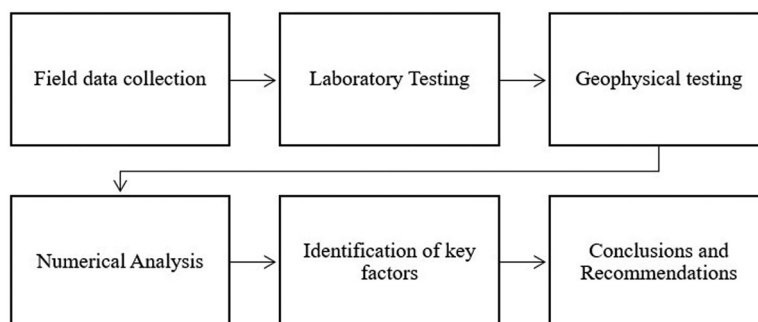 Field data collection
Laboratory Testing
Geophysical testing
Numerical Analysis
Identification of key
factors
Conclusions and
Recommendations